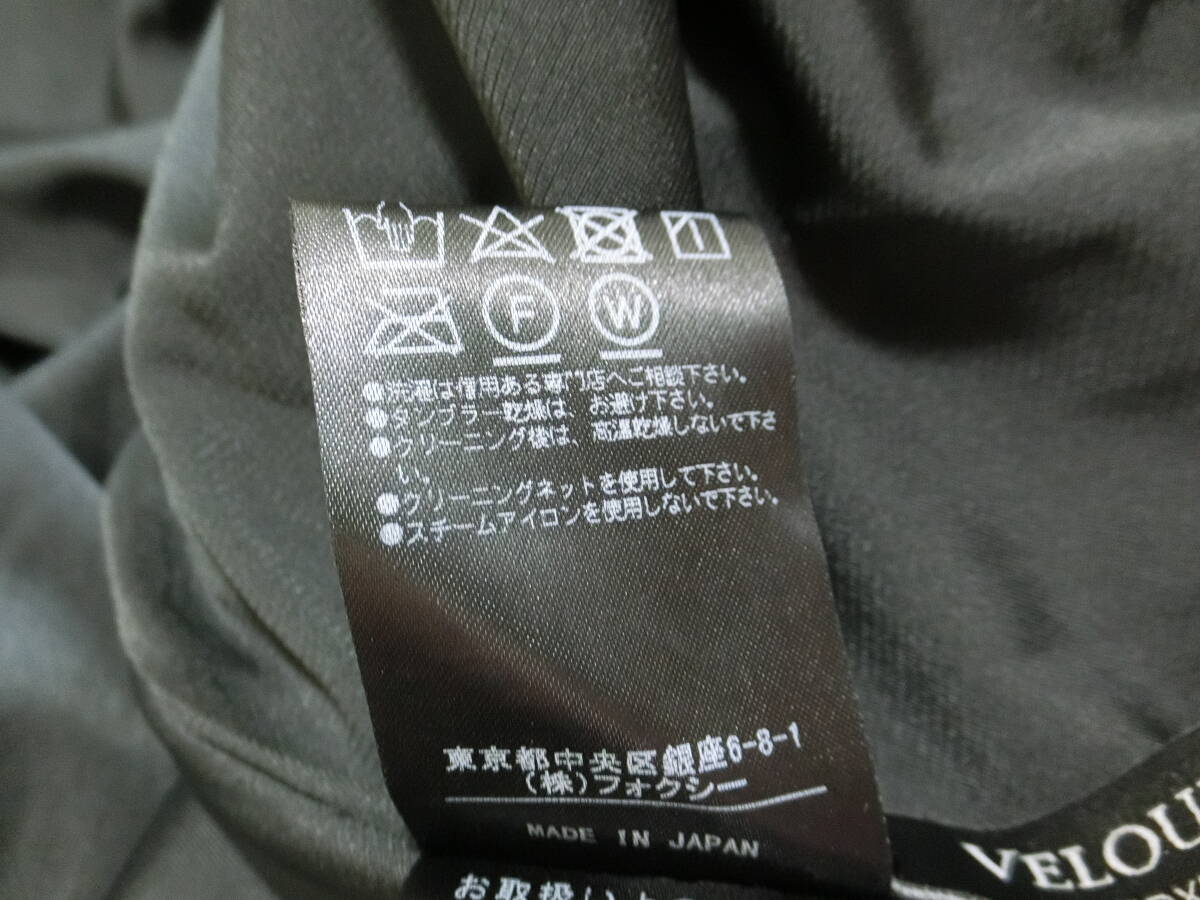 F W
●洗濯は信用ある専門店へご相談下さい。
●タンブラー乾燥は、お避け下さい。
●クリーニング後は、高温乾燥しないで下さ
い。
●クリーニングネットを使用して下さい。
●スチームアイロンを使用しないで下さい。
東京都中央区銀座6-8-1
(株)フォクシー
MADE IN JAPAN
お取扱い
VELOU